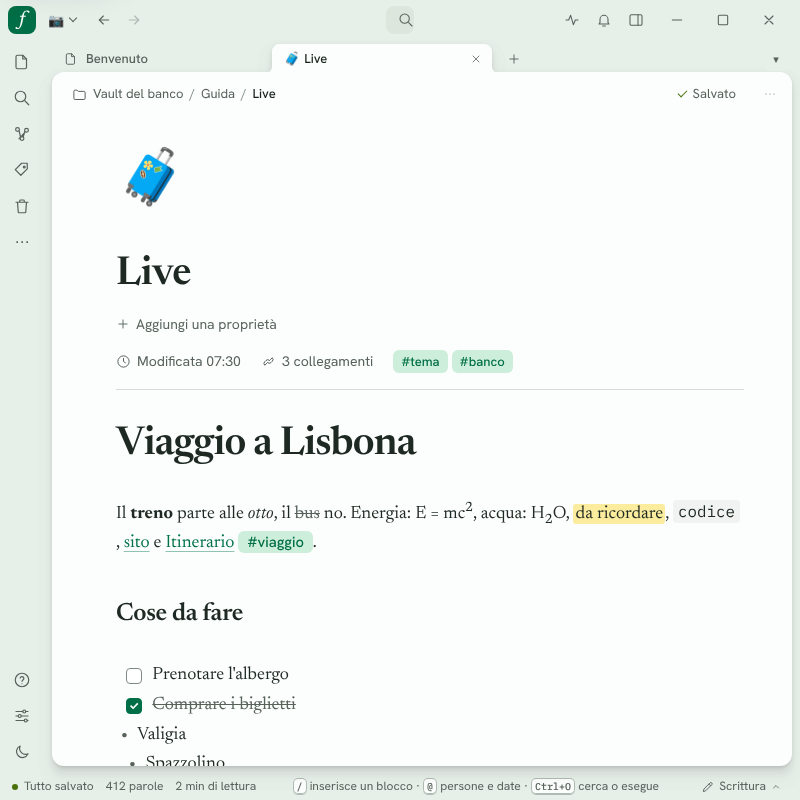 f
Benvenuto
Live
Vault del banco / Guida / Live
Salvato
Live
Aggiungi una proprietà
Modificata 07:30 3 collegamenti #tema #banco
Viaggio a Lisbona
Il treno parte alle otto, il bus no. Energia: E = mc², acqua: H₂O, da ricordare, codice
, sito e Itinerario #viaggio.
Cose da fare
Prenotare l'albergo
Comprare i biglietti
• Valigia
• Spazzolino
Tutto salvato 412 parole 2 min di lettura / inserisce un blocco · @ persone e date · Ctrl+O cerca o esegue Scrittura